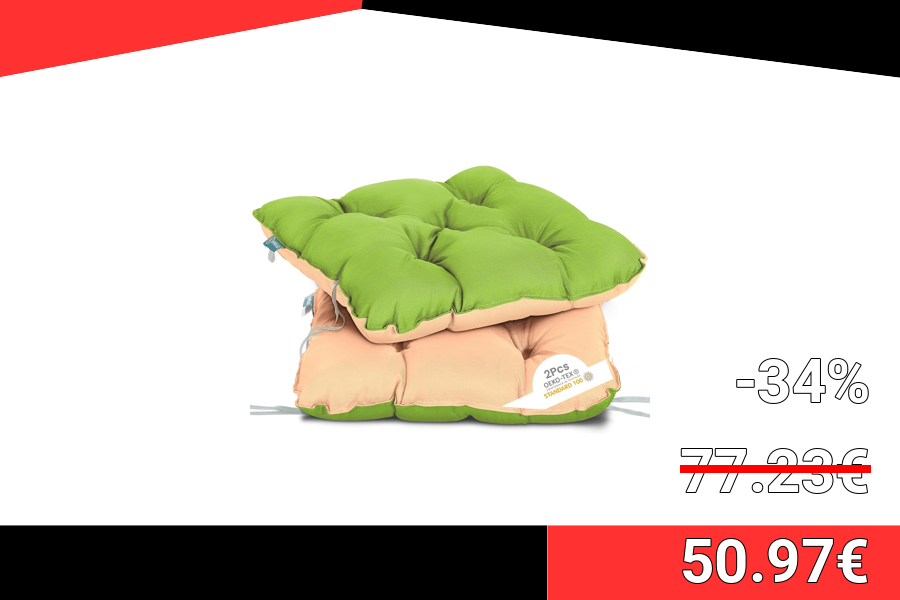 2Pcs
OEKO-TEX®
STANDARD 100
-34%
77.23€
50.97€